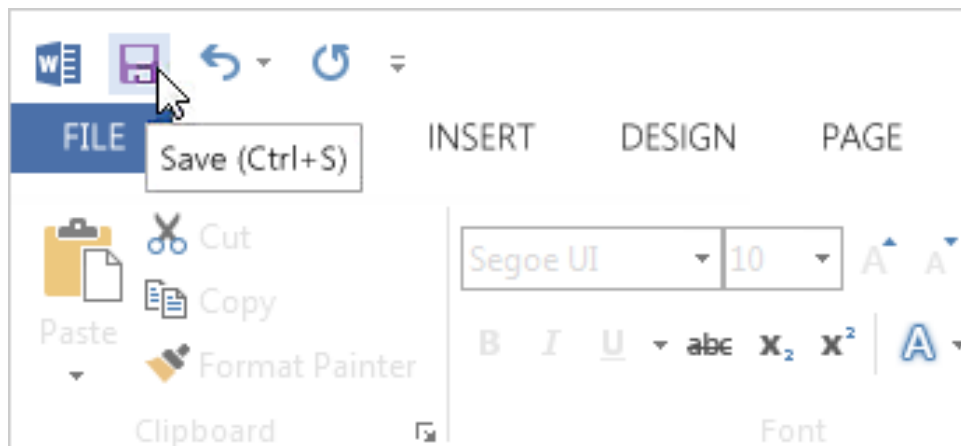 W
FILE
INSERT
DESIGN
PAGE
Save (Ctrl+S)
Cut
Copy
Paste
Format Painter
Clipboard
Segoe UI
10
A
A
B
I
U
abc
X₂
X²
A
Font